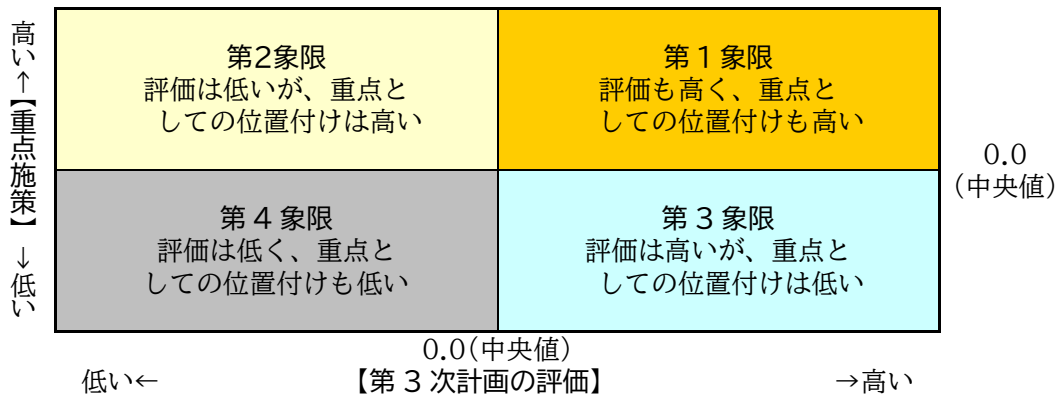 高い↑【重点施策】 ↓低い
第2象限
評価は低いが、重点と
しての位置付けは高い
第1象限
評価も高く、重点と
しての位置付けも高い
0.0
(中央値)
第4象限
評価は低く、重点と
しての位置付けも低い
第3象限
評価は高いが、重点と
しての位置付けは低い
0.0(中央値)
低い← 【第3次計画の評価】 →高い